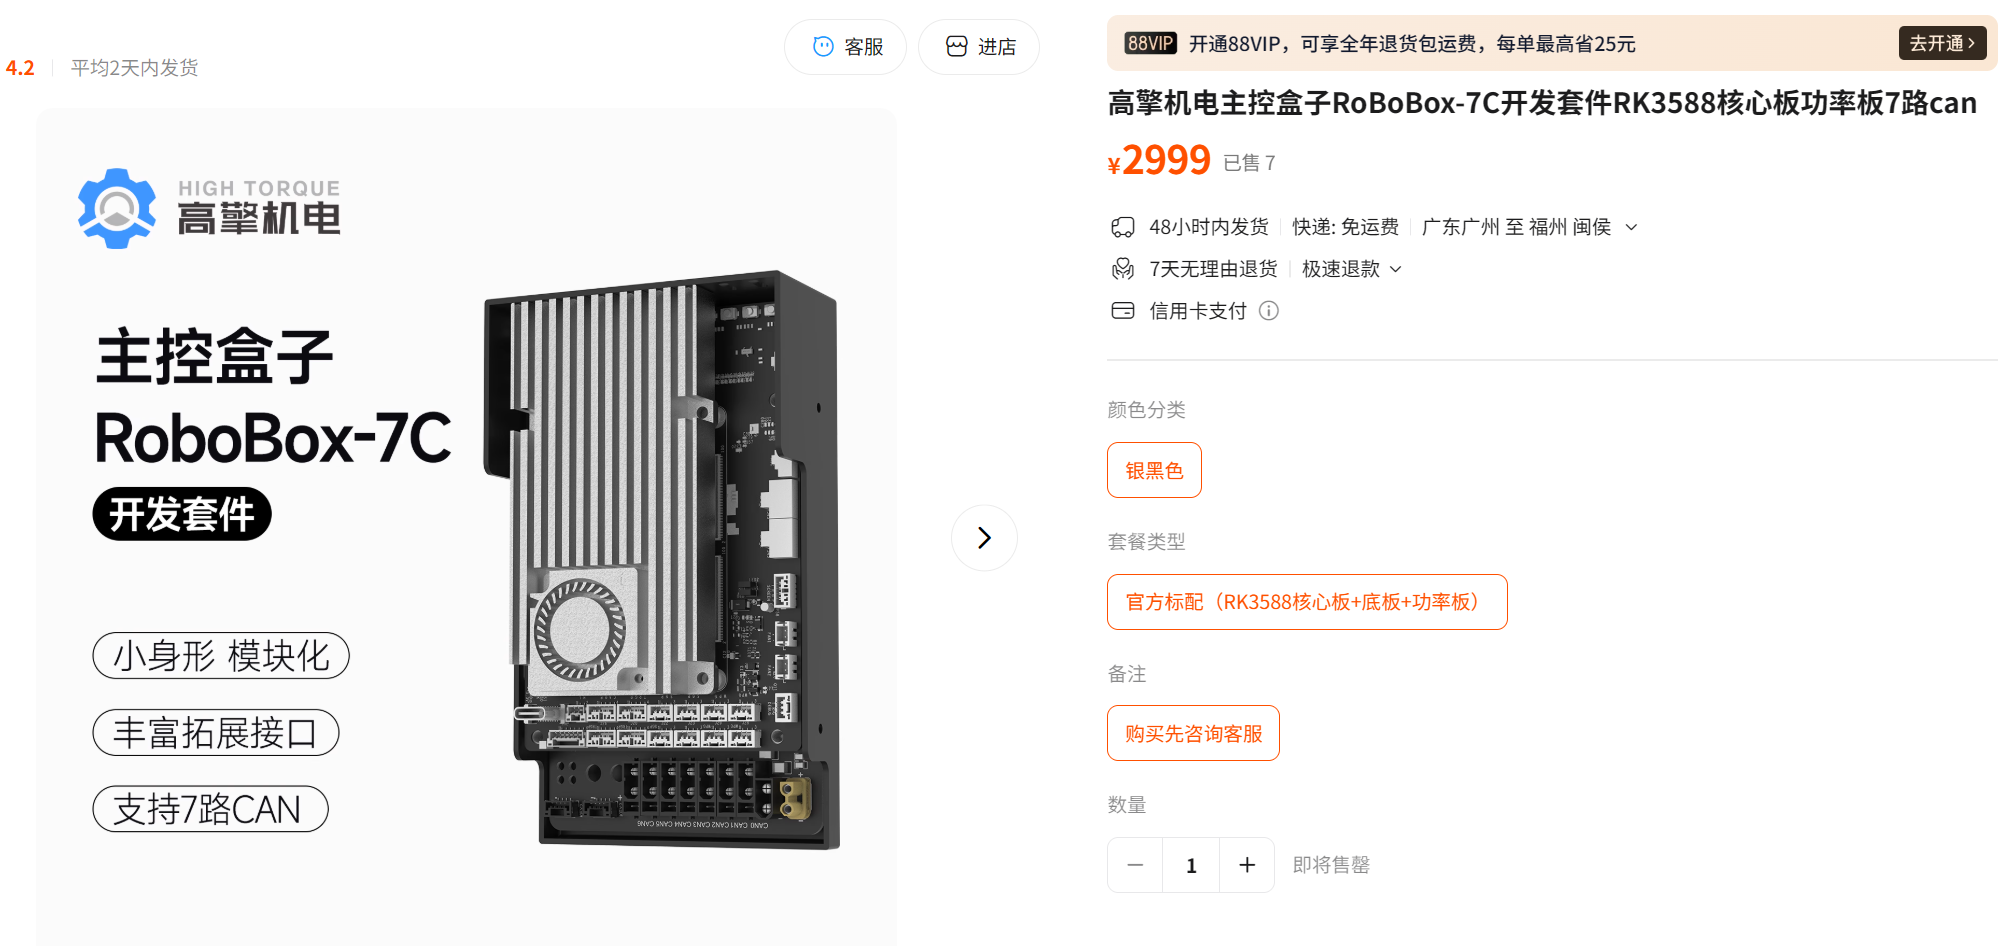 4.2
平均2天内发货
客服
进店
HIGH TORQUE
高擎机电
主控盒子
RoboBox-7C
开发套件
小身形 模块化
丰富拓展接口
支持7路CAN
CAN6 CAN5 CAN4 CAN3 CAN2 CAN1 CAN0
88VIP 开通88VIP，可享全年退货包运费，每单最高省25元
去开通
高擎机电主控盒子RoBoBox-7C开发套件RK3588核心板功率板7路can
¥2999 已售 7
48小时内发货 快递: 免运费 广东广州 至 福州 闽侯
7天无理由退货 极速退款
信用卡支付
颜色分类
银黑色
套餐类型
官方标配（RK3588核心板+底板+功率板）
备注
购买先咨询客服
数量
1
即将售罄